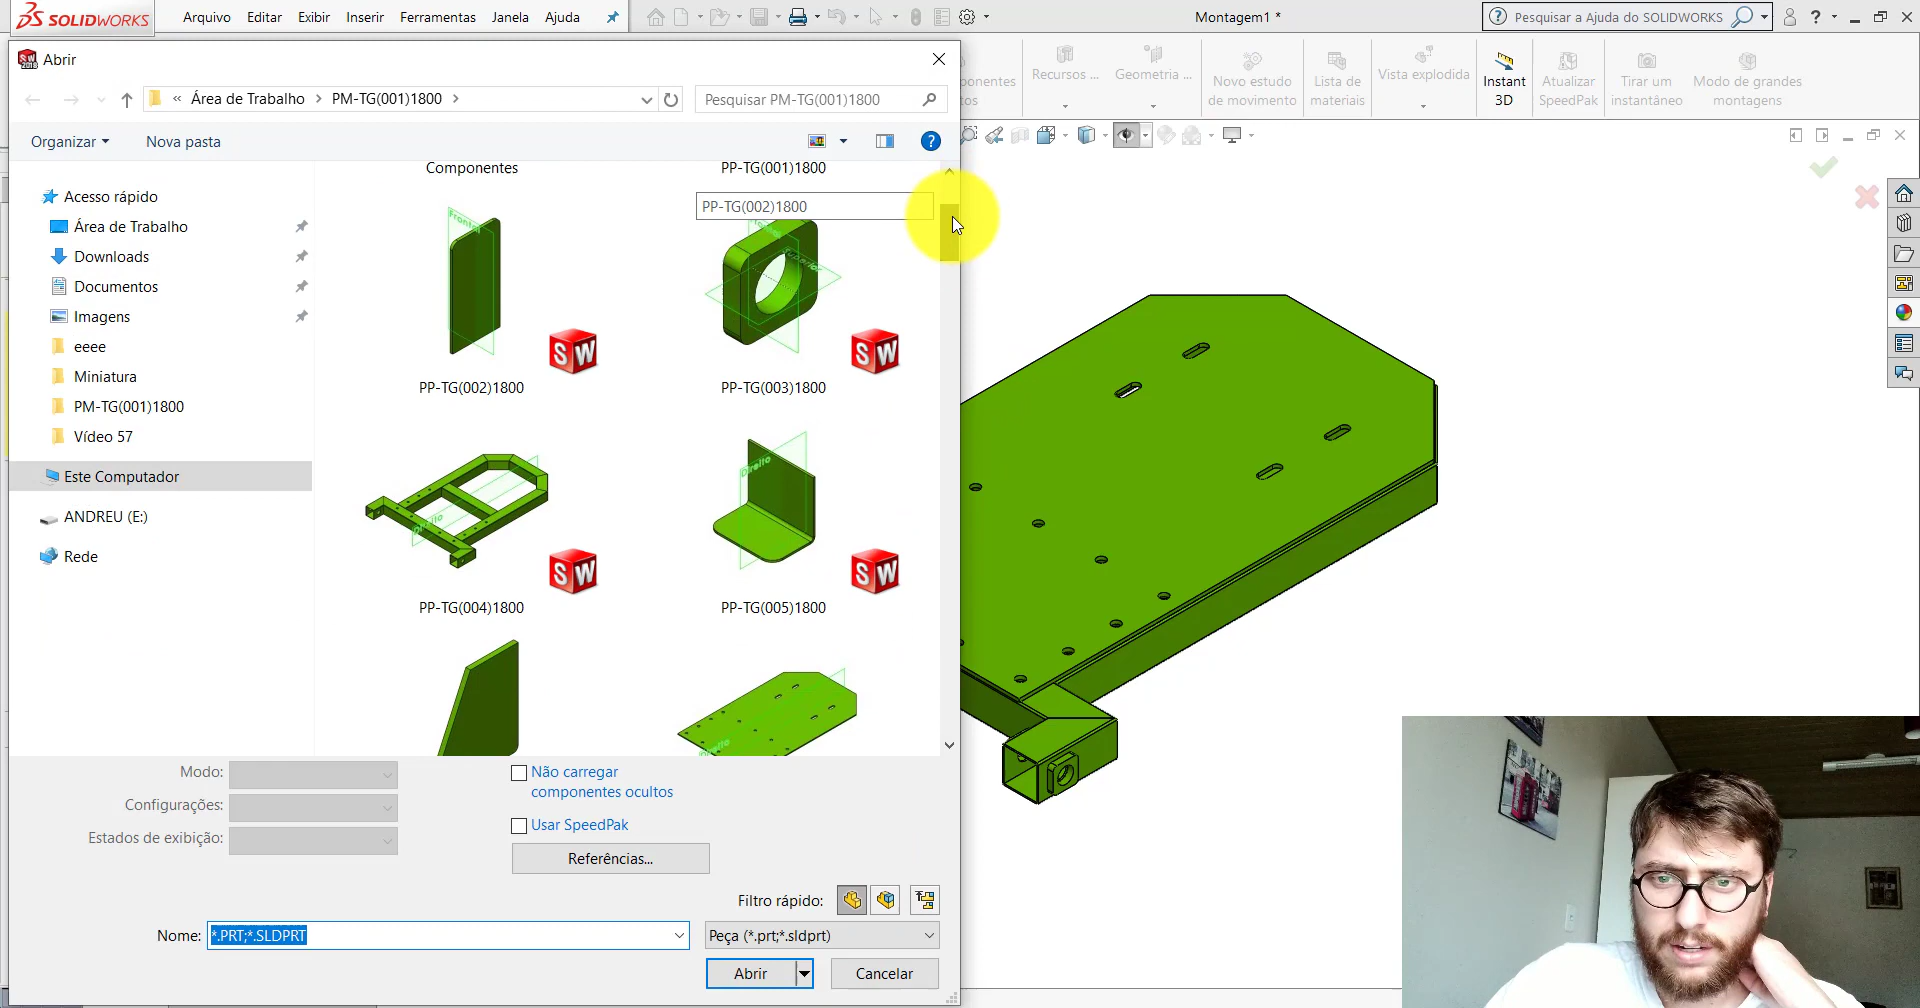 SOLIDWORKS
Arquivo Editar Exibir Inserir Ferramentas Janela Ajuda
Montagem1 *
Pesquisar a Ajuda do SOLIDWORKS
Abrir
Recursos ...
Geometria ...
Novo estudo
de movimento
Lista de
materiais
Vista explodida
Instant
3D
Atualizar
SpeedPak
Tirar um
instantâneo
Modo de grandes
montagens
« Área de Trabalho > PM-TG(001)1800 >
Pesquisar PM-TG(001)1800
Organizar
Nova pasta
Acesso rápido
Área de Trabalho
Downloads
Documentos
Imagens
eeee
Miniatura
PM-TG(001)1800
Vídeo 57
Este Computador
ANDREU (E:)
Rede
Componentes
PP-TG(001)1800
PP-TG(002)1800
PP-TG(002)1800
PP-TG(003)1800
PP-TG(004)1800
PP-TG(005)1800
Modo:
Configurações:
Estados de exibição:
Não carregar
componentes ocultos
Usar SpeedPak
Referências...
Filtro rápido:
Nome:
*.PRT;*.SLDPRT
Peça (*.prt;*.sldprt)
Abrir
Cancelar